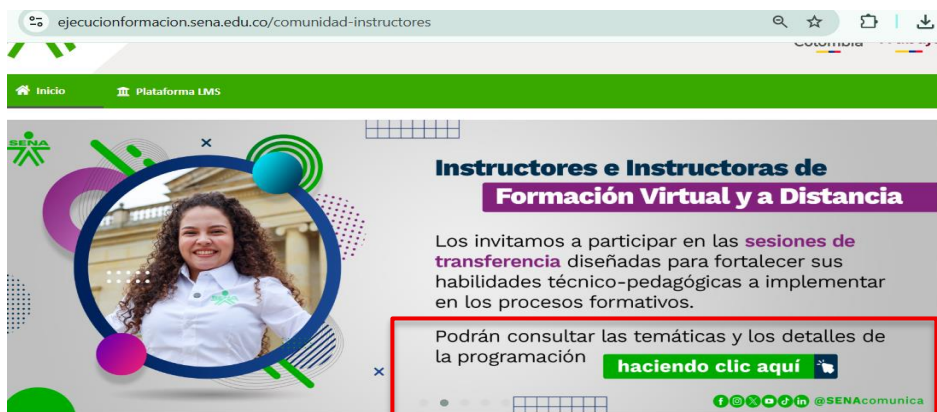 ejecucionformacion.sena.edu.co/comunidad-instructores
Colombia
Inicio
Plataforma LMS
SENA
Instructores e Instructoras de
Formación Virtual y a Distancia
Los invitamos a participar en las sesiones de
transferencia diseñadas para fortalecer sus
habilidades técnico-pedagógicas a implementar
en los procesos formativos.
Podrán consultar las temáticas y los detalles de
la programación haciendo clic aquí
@SENAcomunica